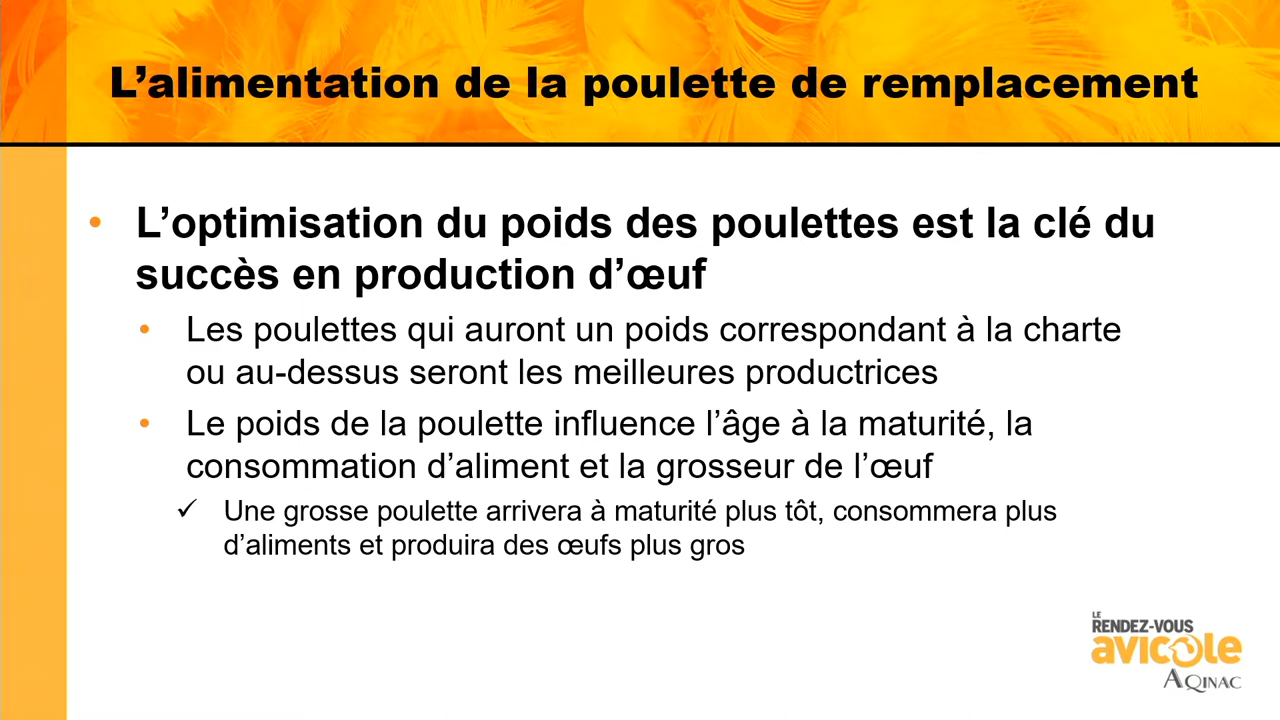 L’alimentation de la poulette de remplacement
• L’optimisation du poids des poulettes est la clé du
succès en production d’œuf
• Les poulettes qui auront un poids correspondant à la charte
ou au-dessus seront les meilleures productrices
• Le poids de la poulette influence l’âge à la maturité, la
consommation d’aliment et la grosseur de l’œuf
✓ Une grosse poulette arrivera à maturité plus tôt, consommera plus
d’aliments et produira des œufs plus gros
LE
RENDEZ-VOUS
avicole
AQINAC